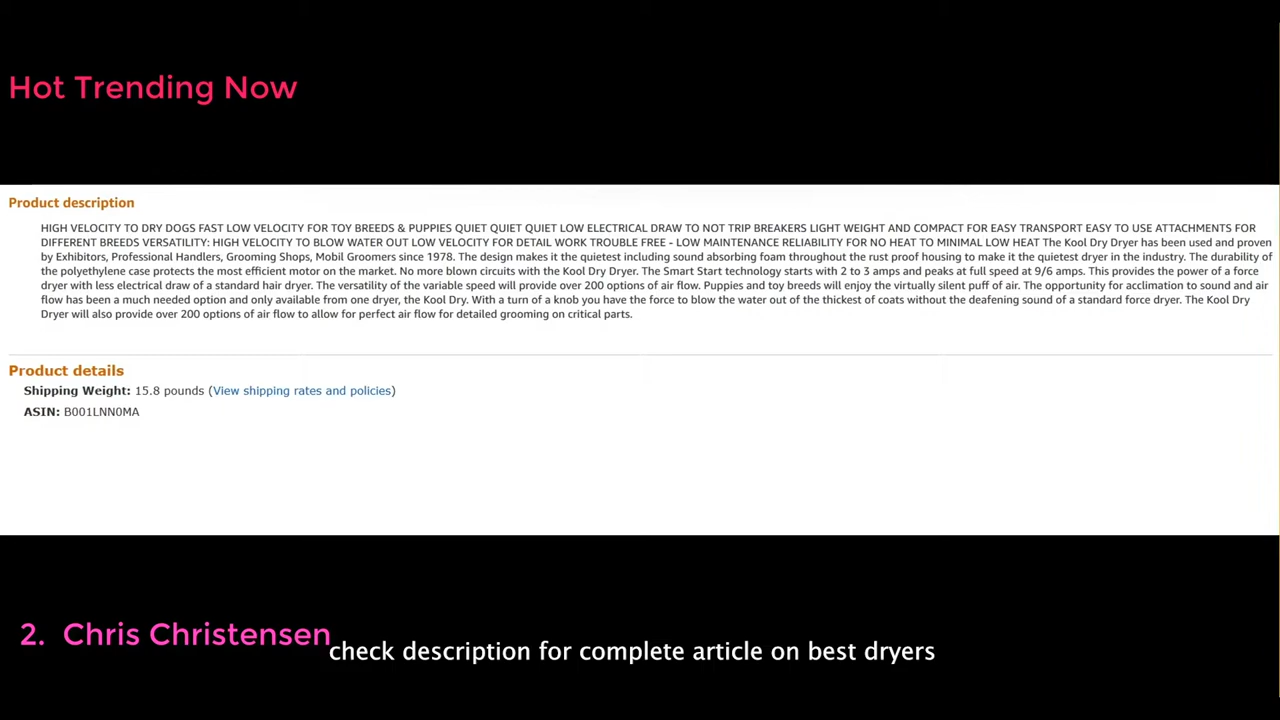 Hot Trending Now
Product description
HIGH VELOCITY TO DRY DOGS FAST LOW VELOCITY FOR TOY BREEDS & PUPPIES QUIET QUIET QUIET LOW ELECTRICAL DRAW TO NOT TRIP BREAKERS LIGHT WEIGHT AND COMPACT FOR EASY TRANSPORT EASY TO USE ATTACHMENTS FOR
DIFFERENT BREEDS VERSATILITY: HIGH VELOCITY TO BLOW WATER OUT LOW VELOCITY FOR DETAIL WORK TROUBLE FREE - LOW MAINTENANCE RELIABILITY FOR NO HEAT TO MINIMAL LOW HEAT The Kool Dry Dryer has been used and proven
by Exhibitors, Professional Handlers, Grooming Shops, Mobil Groomers since 1978. The design makes it the quietest including sound absorbing foam throughout the rust proof housing to make it the quietest dryer in the industry. The durability of
the polyethylene case protects the most efficient motor on the market. No more blown circuits with the Kool Dry Dryer. The Smart Start technology starts with 2 to 3 amps and peaks at full speed at 9/6 amps. This provides the power of a force
dryer with less electrical draw of a standard hair dryer. The versatility of the variable speed will provide over 200 options of air flow. Puppies and toy breeds will enjoy the virtually silent puff of air. The opportunity for acclimation to sound and air
flow has been a much needed option and only available from one dryer, the Kool Dry. With a turn of a knob you have the force to blow the water out of the thickest of coats without the deafening sound of a standard force dryer. The Kool Dry
Dryer will also provide over 200 options of air flow to allow for perfect air flow for detailed grooming on critical parts.
Product details
Shipping Weight: 15.8 pounds (View shipping rates and policies)
ASIN: B001LNN0MA
2. Chris Christensen
check description for complete article on best dryers